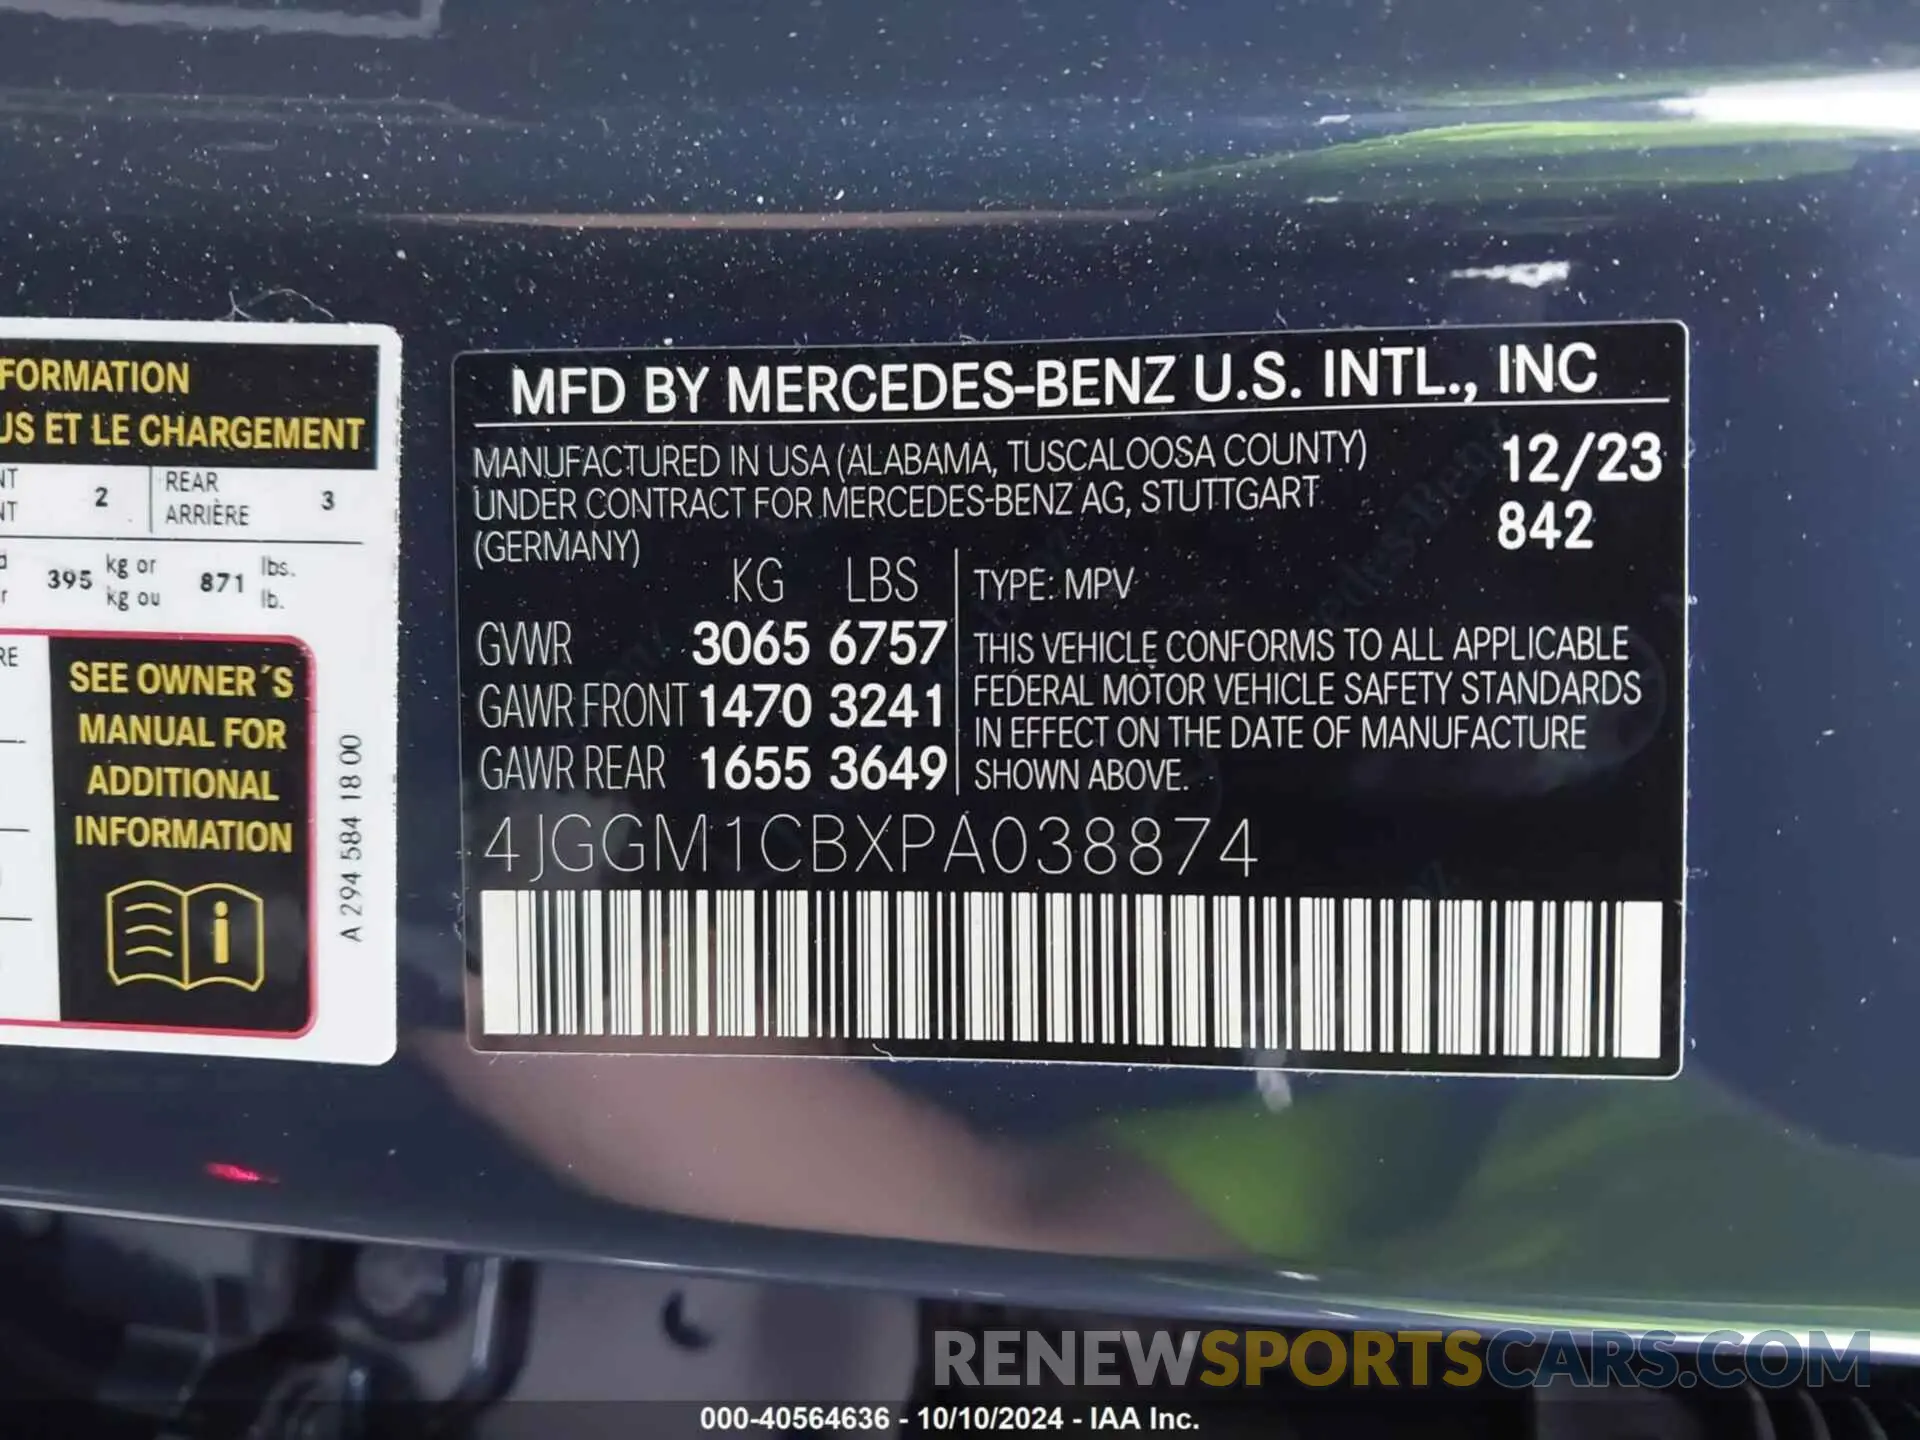 FORMATION
US ET LE CHARGEMENT
NT
NT
2
REAR
ARRIÈRE
3
395
kg or
kg ou
871
lbs.
lb.
RE
SEE OWNER´S
MANUAL FOR
ADDITIONAL
INFORMATION
A 294 584 18 00
MFD BY MERCEDES-BENZ U.S. INTL., INC
MANUFACTURED IN USA (ALABAMA, TUSCALOOSA COUNTY)
UNDER CONTRACT FOR MERCEDES-BENZ AG, STUTTGART
(GERMANY)
12/23
842
KG LBS
GVWR 3065 6757
GAWR FRONT 1470 3241
GAWR REAR 1655 3649
TYPE: MPV
THIS VEHICLE CONFORMS TO ALL APPLICABLE
FEDERAL MOTOR VEHICLE SAFETY STANDARDS
IN EFFECT ON THE DATE OF MANUFACTURE
SHOWN ABOVE.
4JGGM1CBXPA038874
RENEWSPORTSCARS.COM
000-40564636 - 10/10/2024 - IAA Inc.